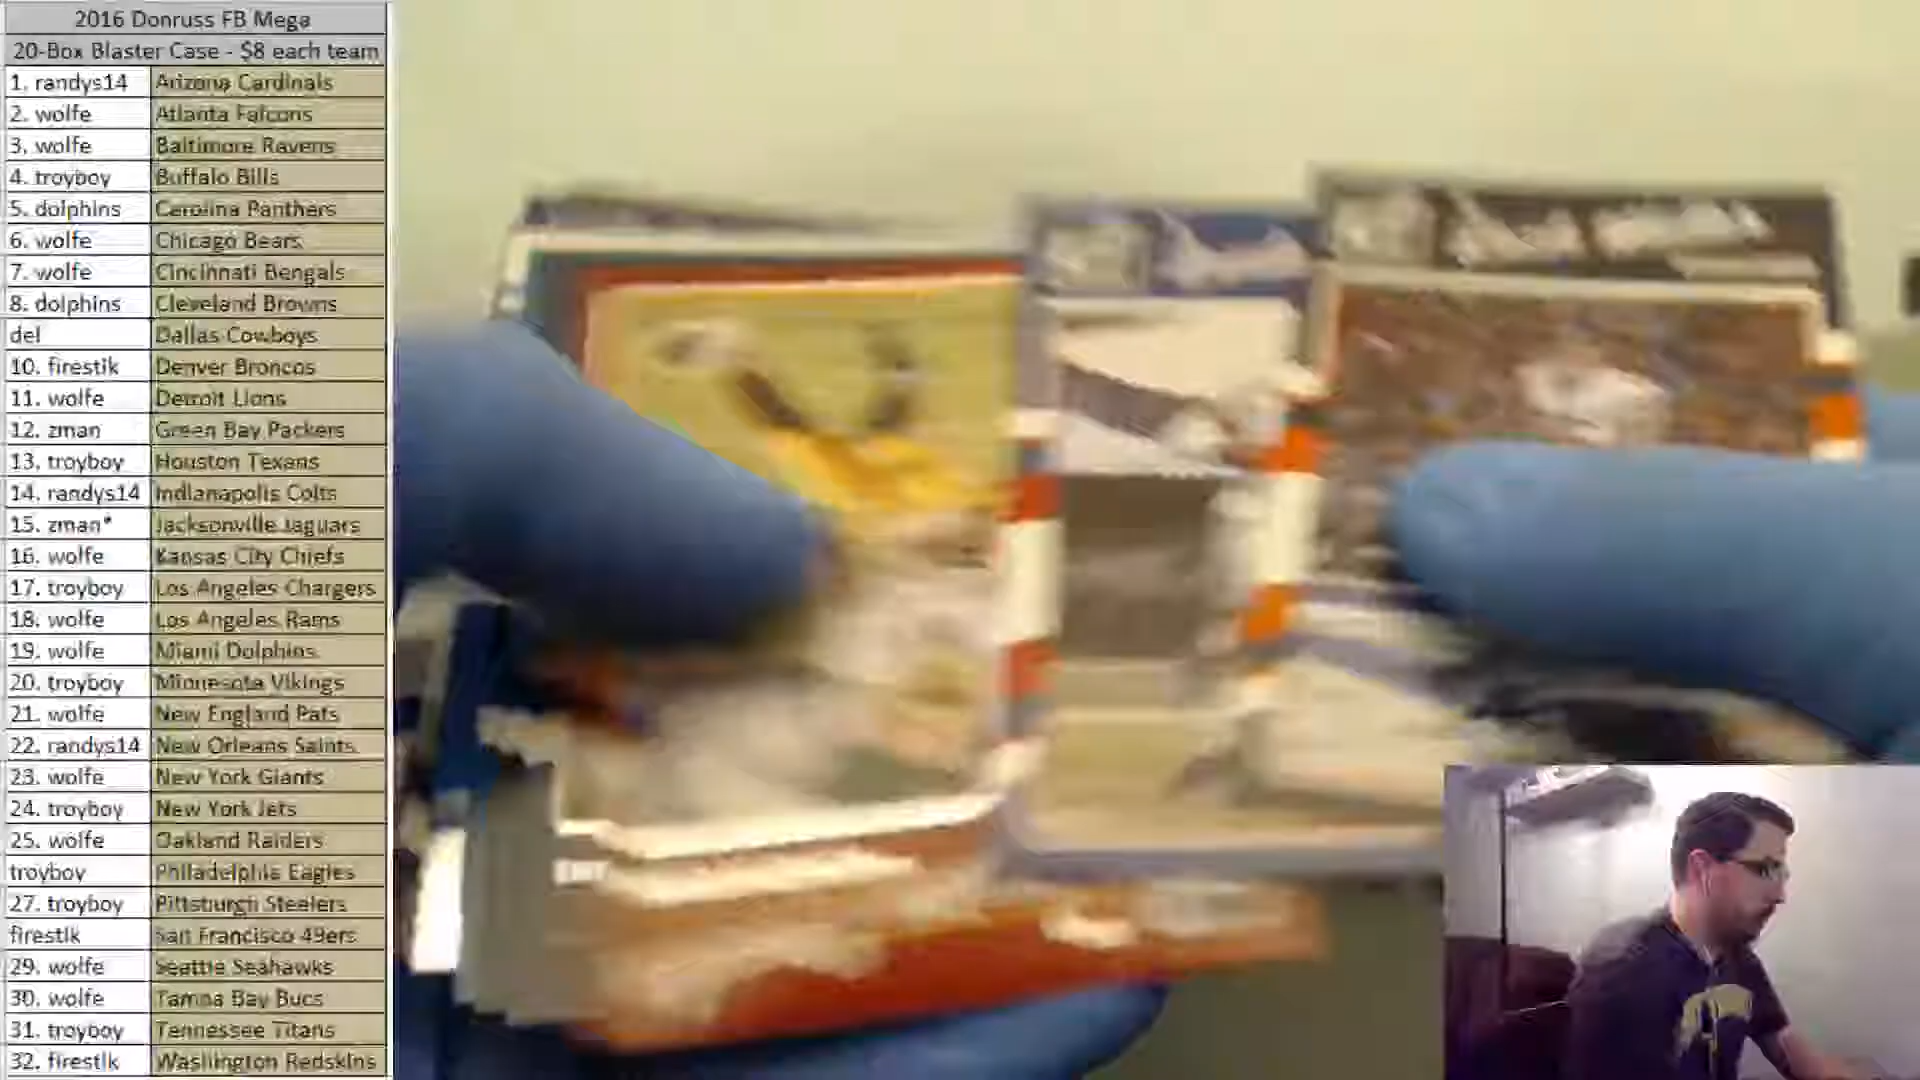 2016 Donruss FB Mega
20-Box Blaster Case - $8 each team
1. randys14 Arizona Cardinals
2. wolfe Atlanta Falcons
3. wolfe Baltimore Ravens
4. troyboy Buffalo Bills
5. dolphins Carolina Panthers
6. wolfe Chicago Bears
7. wolfe Cincinnati Bengals
8. dolphins Cleveland Browns
del Dallas Cowboys
10. firestik Denver Broncos
11. wolfe Detroit Lions
12. zman Green Bay Packers
13. troyboy Houston Texans
14. randys14 Indianapolis Colts
15. zman* Jacksonville Jaguars
16. wolfe Kansas City Chiefs
17. troyboy Los Angeles Chargers
18. wolfe Los Angeles Rams
19. wolfe Miami Dolphins
20. troyboy Minnesota Vikings
21. wolfe New England Pats
22. randys14 New Orleans Saints
23. wolfe New York Giants
24. troyboy New York Jets
25. wolfe Oakland Raiders
troyboy Philadelphia Eagles
27. troyboy Pittsburgh Steelers
firestik San Francisco 49ers
29. wolfe Seattle Seahawks
30. wolfe Tampa Bay Bucs
31. troyboy Tennessee Titans
32. firestik Washington Redskins